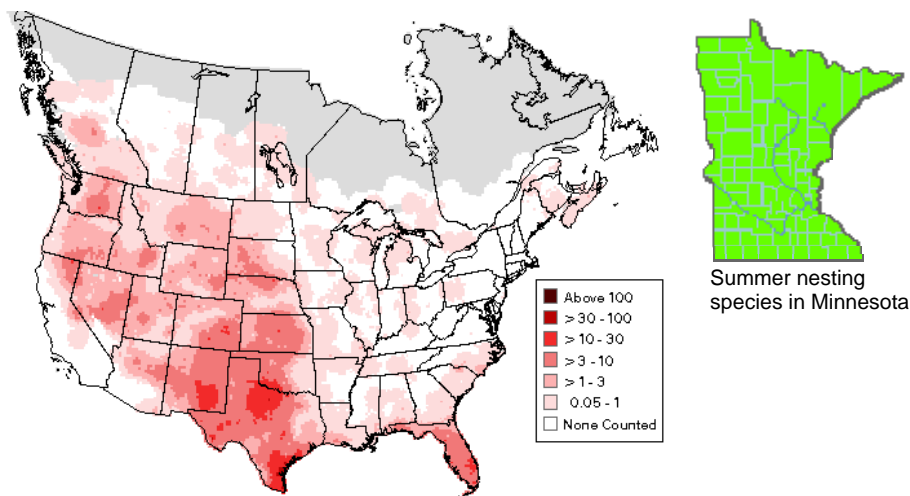 Above 100
>30 - 100
>10 - 30
>3 - 10
>1 - 3
0.05 - 1
None Counted
Summer nesting
species in Minnesota